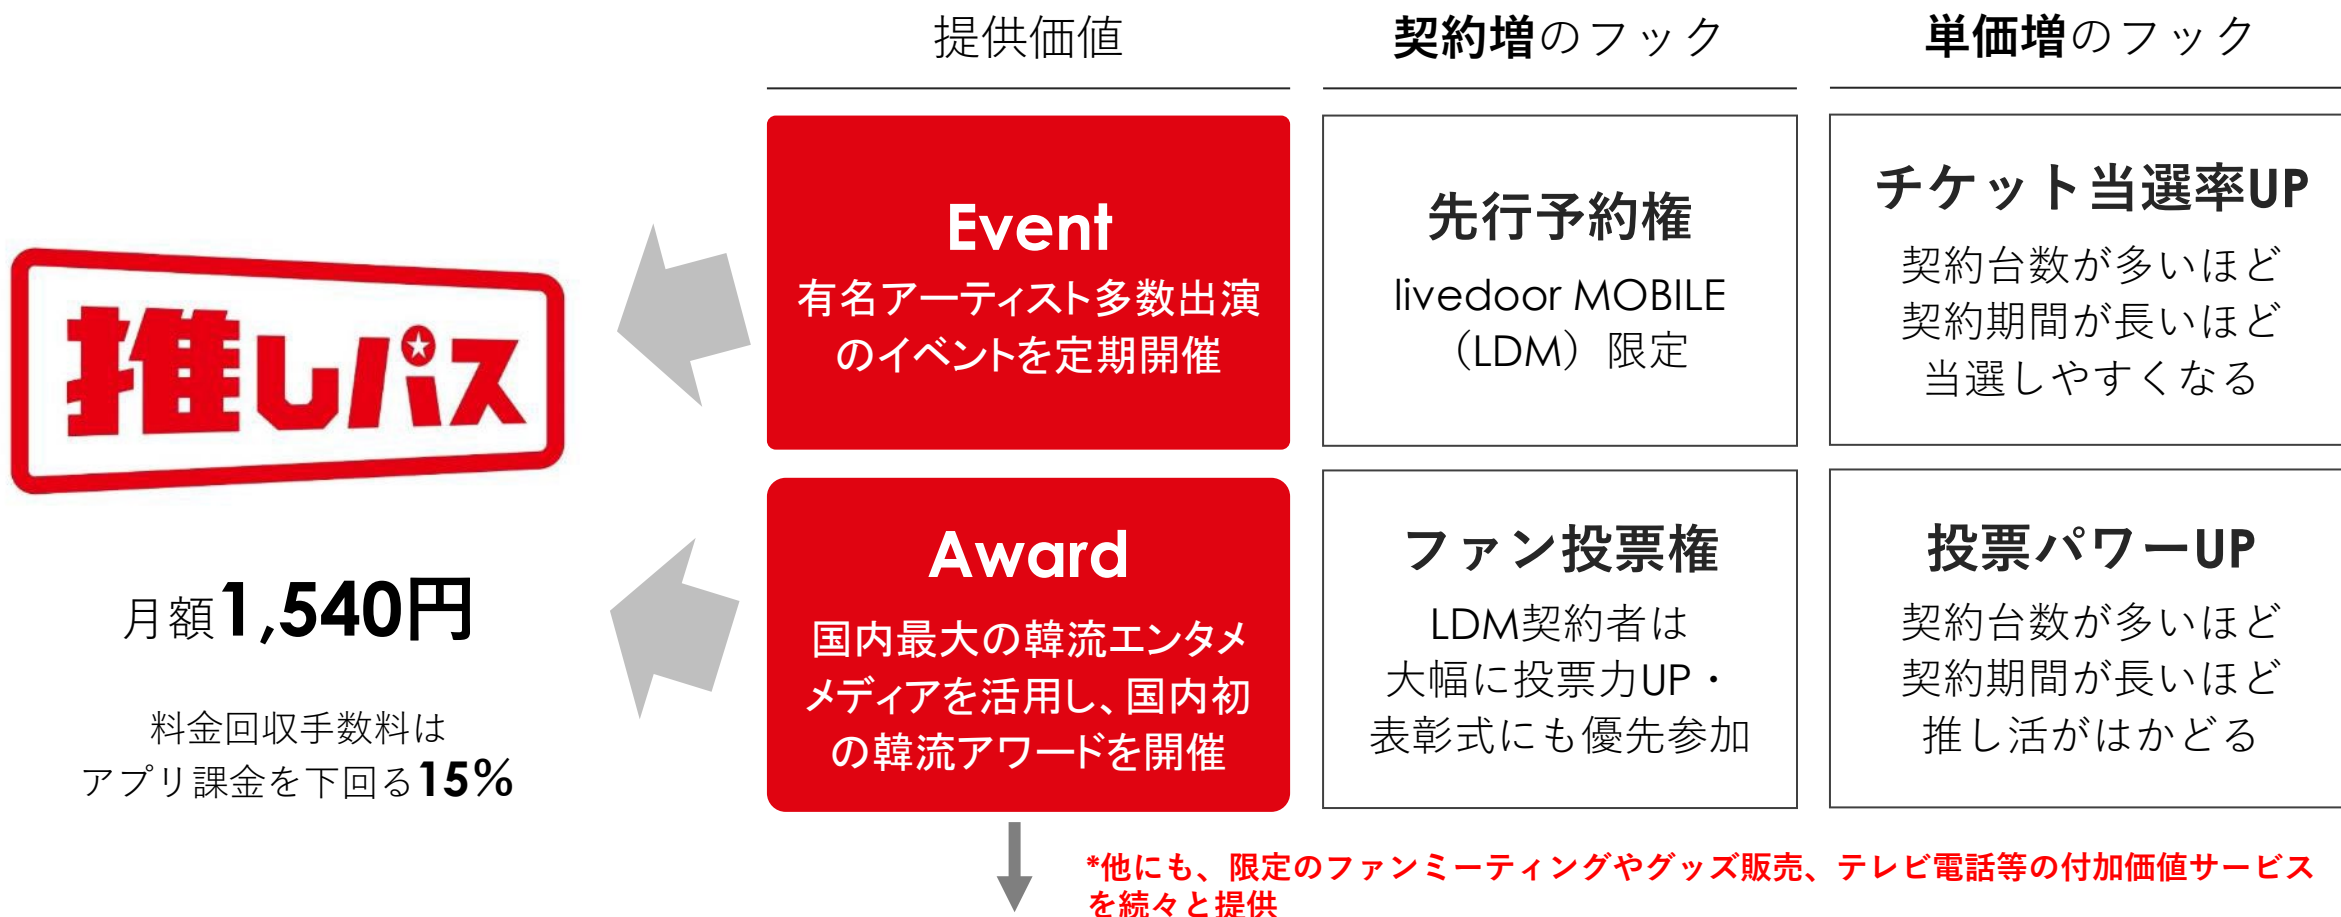 提供価値
契約増のフック
単価増のフック
推しパス
月額1,540円
料金回収手数料は
アプリ課金を下回る15%
Event
有名アーティスト多数出演
のイベントを定期開催
先行予約権
livedoor MOBILE
（LDM）限定
チケット当選率UP
契約台数が多いほど
契約期間が長いほど
当選しやすくなる
Award
国内最大の韓流エンタメ
メディアを活用し、国内初
の韓流アワードを開催
ファン投票権
LDM契約者は
大幅に投票力UP・
表彰式にも優先参加
投票パワーUP
契約台数が多いほど
契約期間が長いほど
推し活がはかどる
*他にも、限定のファンミーティングやグッズ販売、テレビ電話等の付加価値サービス
を続々と提供